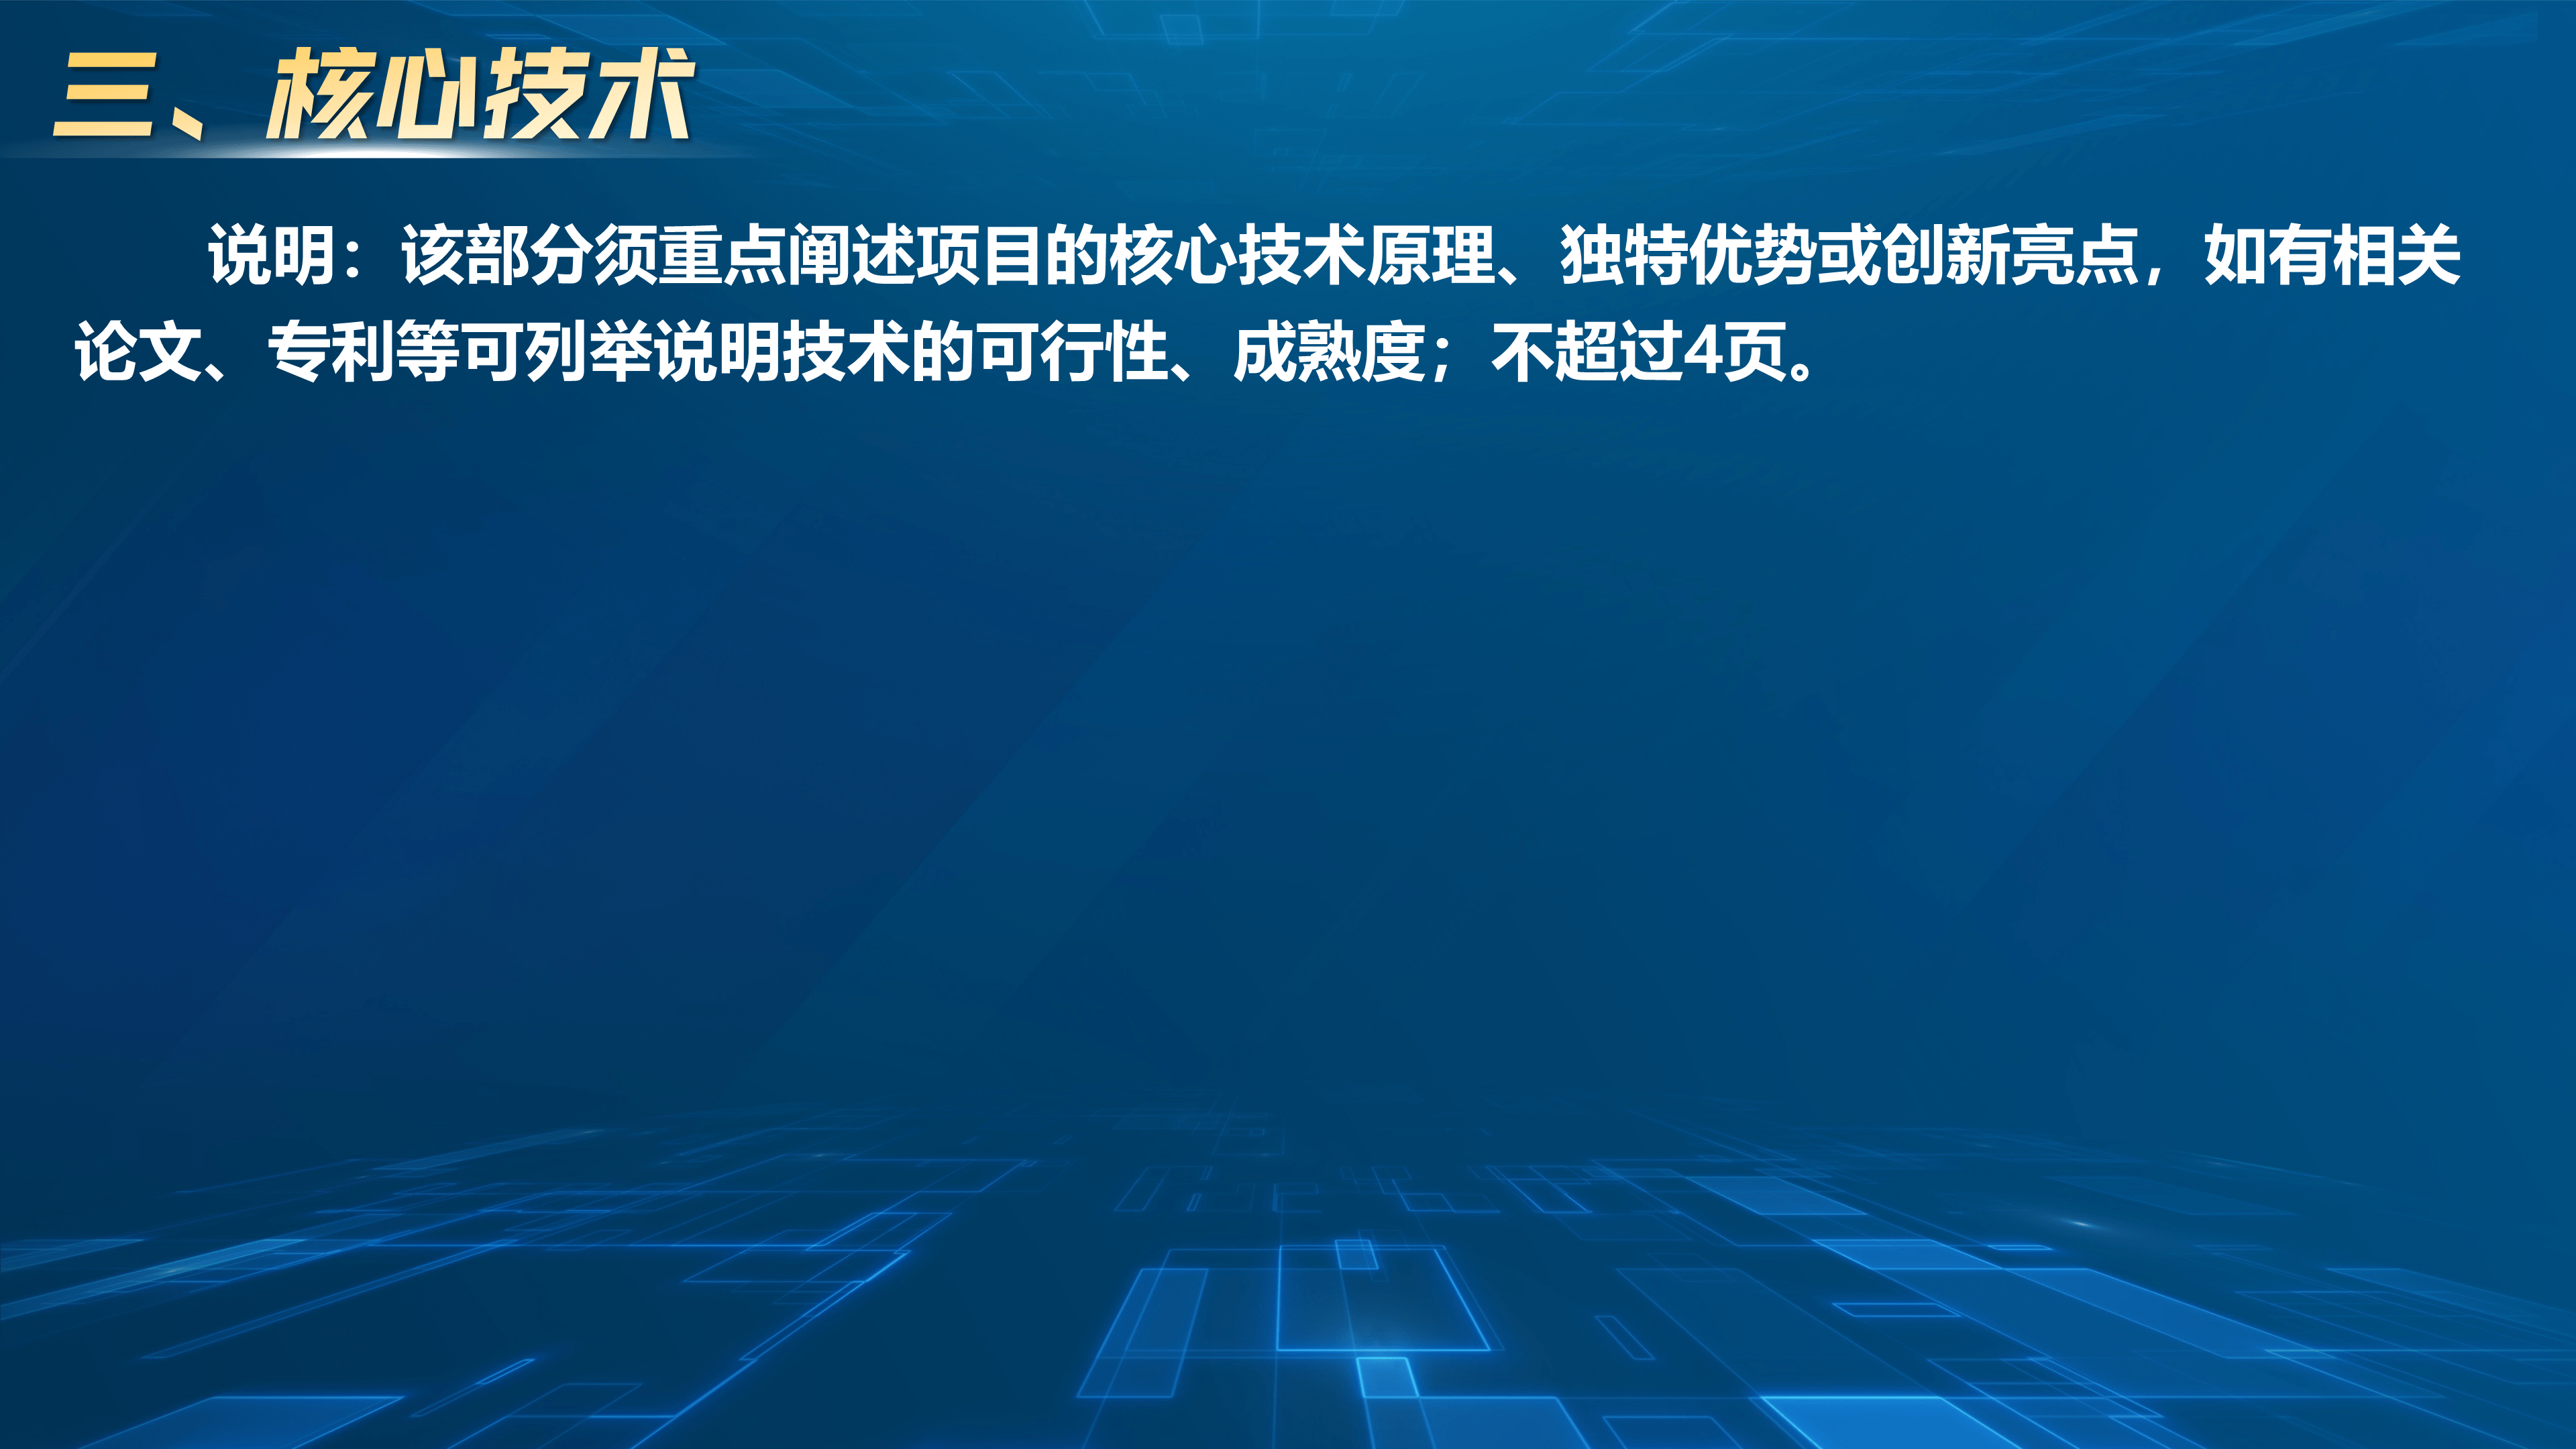 三、核心技术
说明：该部分须重点阐述项目的核心技术原理、独特优势或创新亮点，如有相关
论文、专利等可列举说明技术的可行性、成熟度；不超过4页。